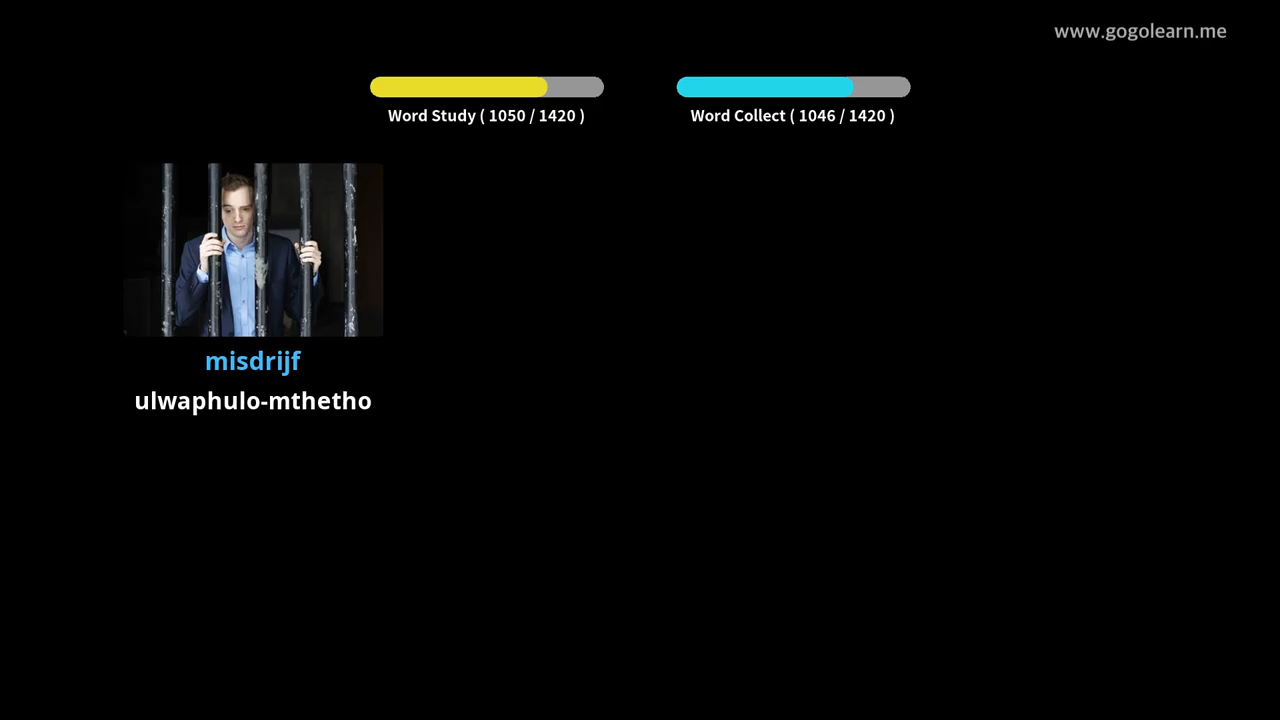 www.gogolearn.me
Word Study ( 1050 / 1420 )
Word Collect ( 1046 / 1420 )
misdrijf
ulwaphulo-mthetho